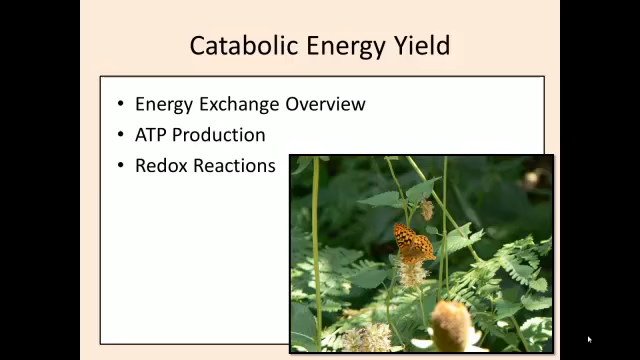 Catabolic Energy Yield
• Energy Exchange Overview
• ATP Production
• Redox Reactions